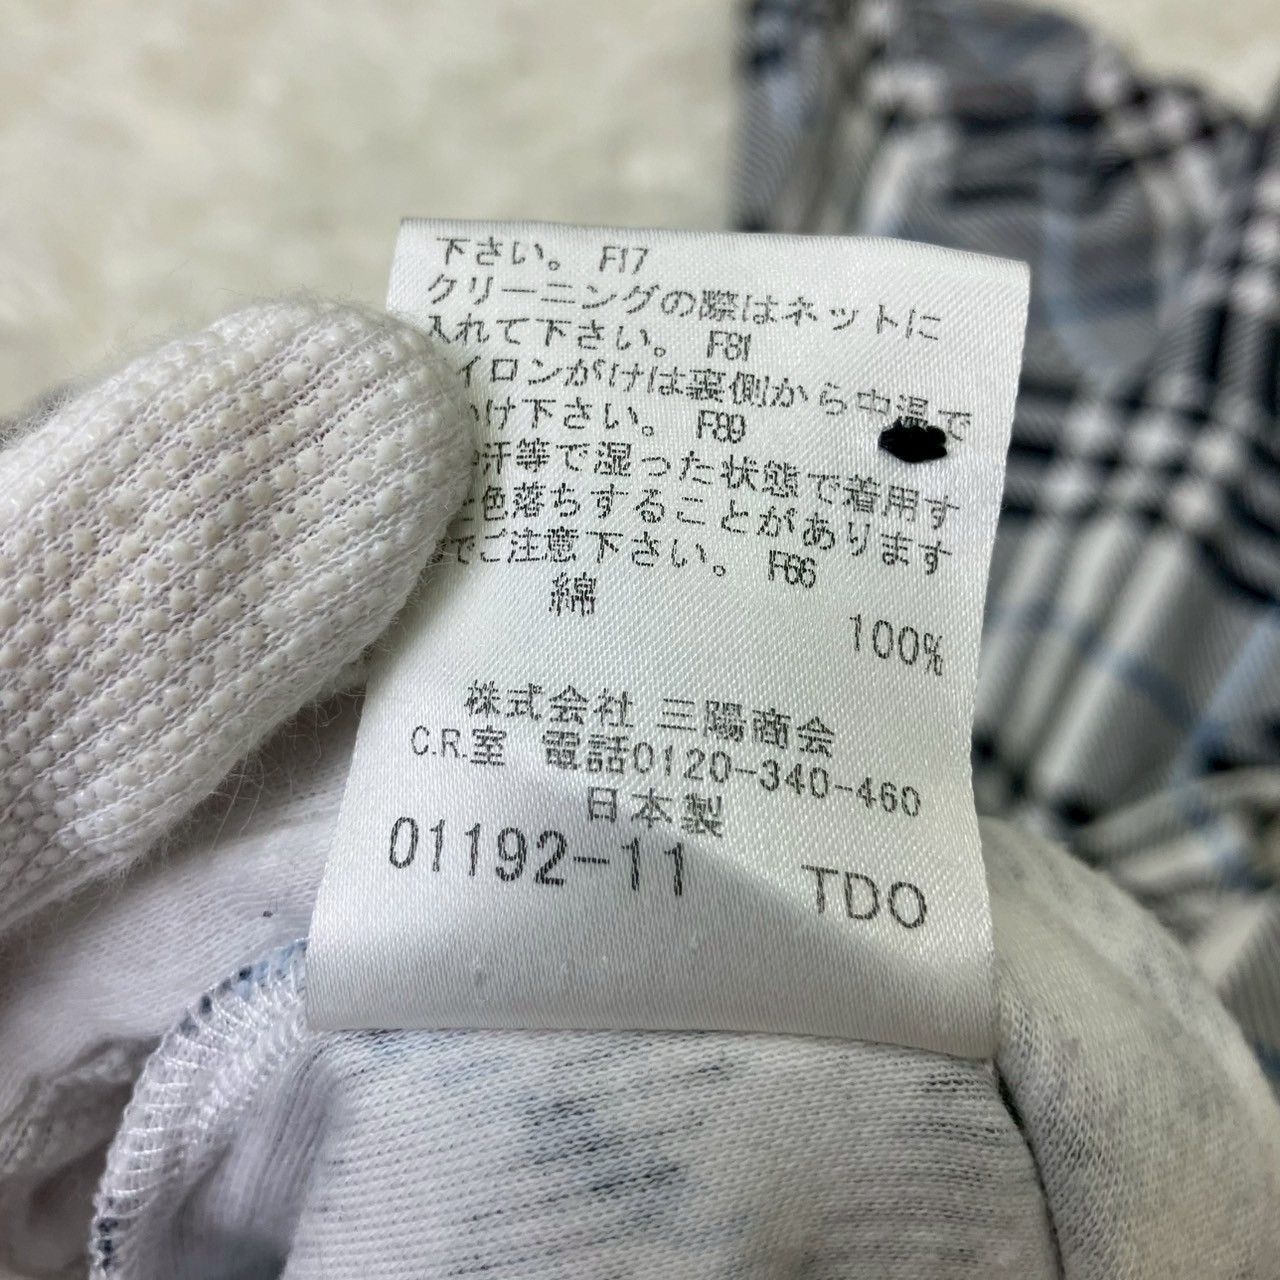 下さい。 F17
クリーニングの際はネットに
入れて下さい。 F81
イロンがけは裏側から中温で
け下さい。 F89
汗等で湿った状態で着用す
色落ちすることがあります
でご注意下さい。 F66
綿 100%
株式会社 三陽商会
C.R.室 電話0120-340-460
日本製
01192-11 TDO